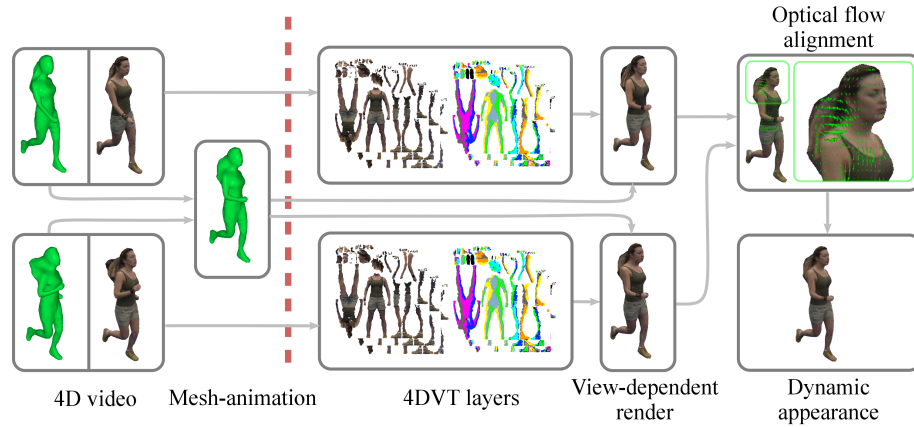 Optical flow
alignment
4D video
Mesh-animation
4DVT layers
View-dependent
render
Dynamic
appearance